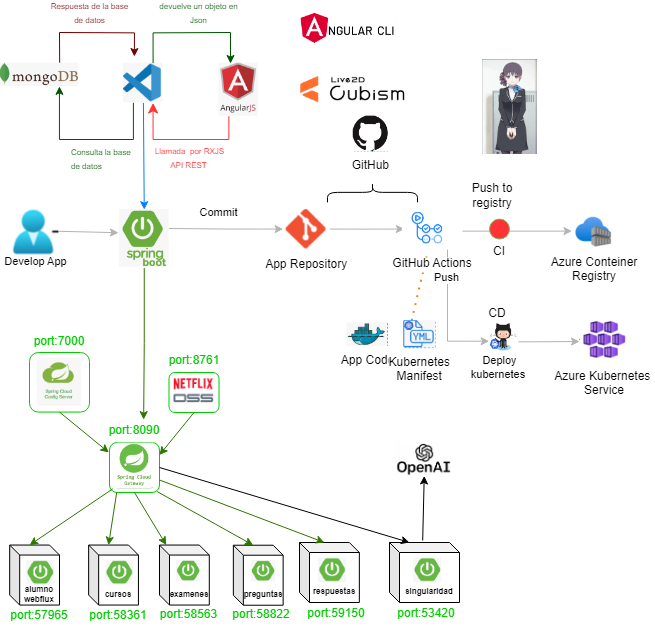 Respuesta de la base
de datos
devuelve un objeto en
Json
ANGULAR CLI
mongoDB
AngularJS
Live2D
Cubism
Consulta la base
de datos
Llamada por RXJS
API REST
GitHub
Push to
registry
Commit
Develop App
spring
boot
App Repository
GitHub Actions
Push
CI
Azure Conteiner
Registry
CD
port:7000
port:8761
App Code
YML
Kubernetes
Manifest
Deploy
kubernetes
Azure Kubernetes
Service
Spring Cloud
Config Server
NETFLIX
OSS
port:8090
Spring Cloud
Gateway
OpenAI
alumno
webflux
cursos
examenes
preguntas
respuestas
singularidad
port:57965
port:58361
port:58563
port:58822
port:59150
port:53420